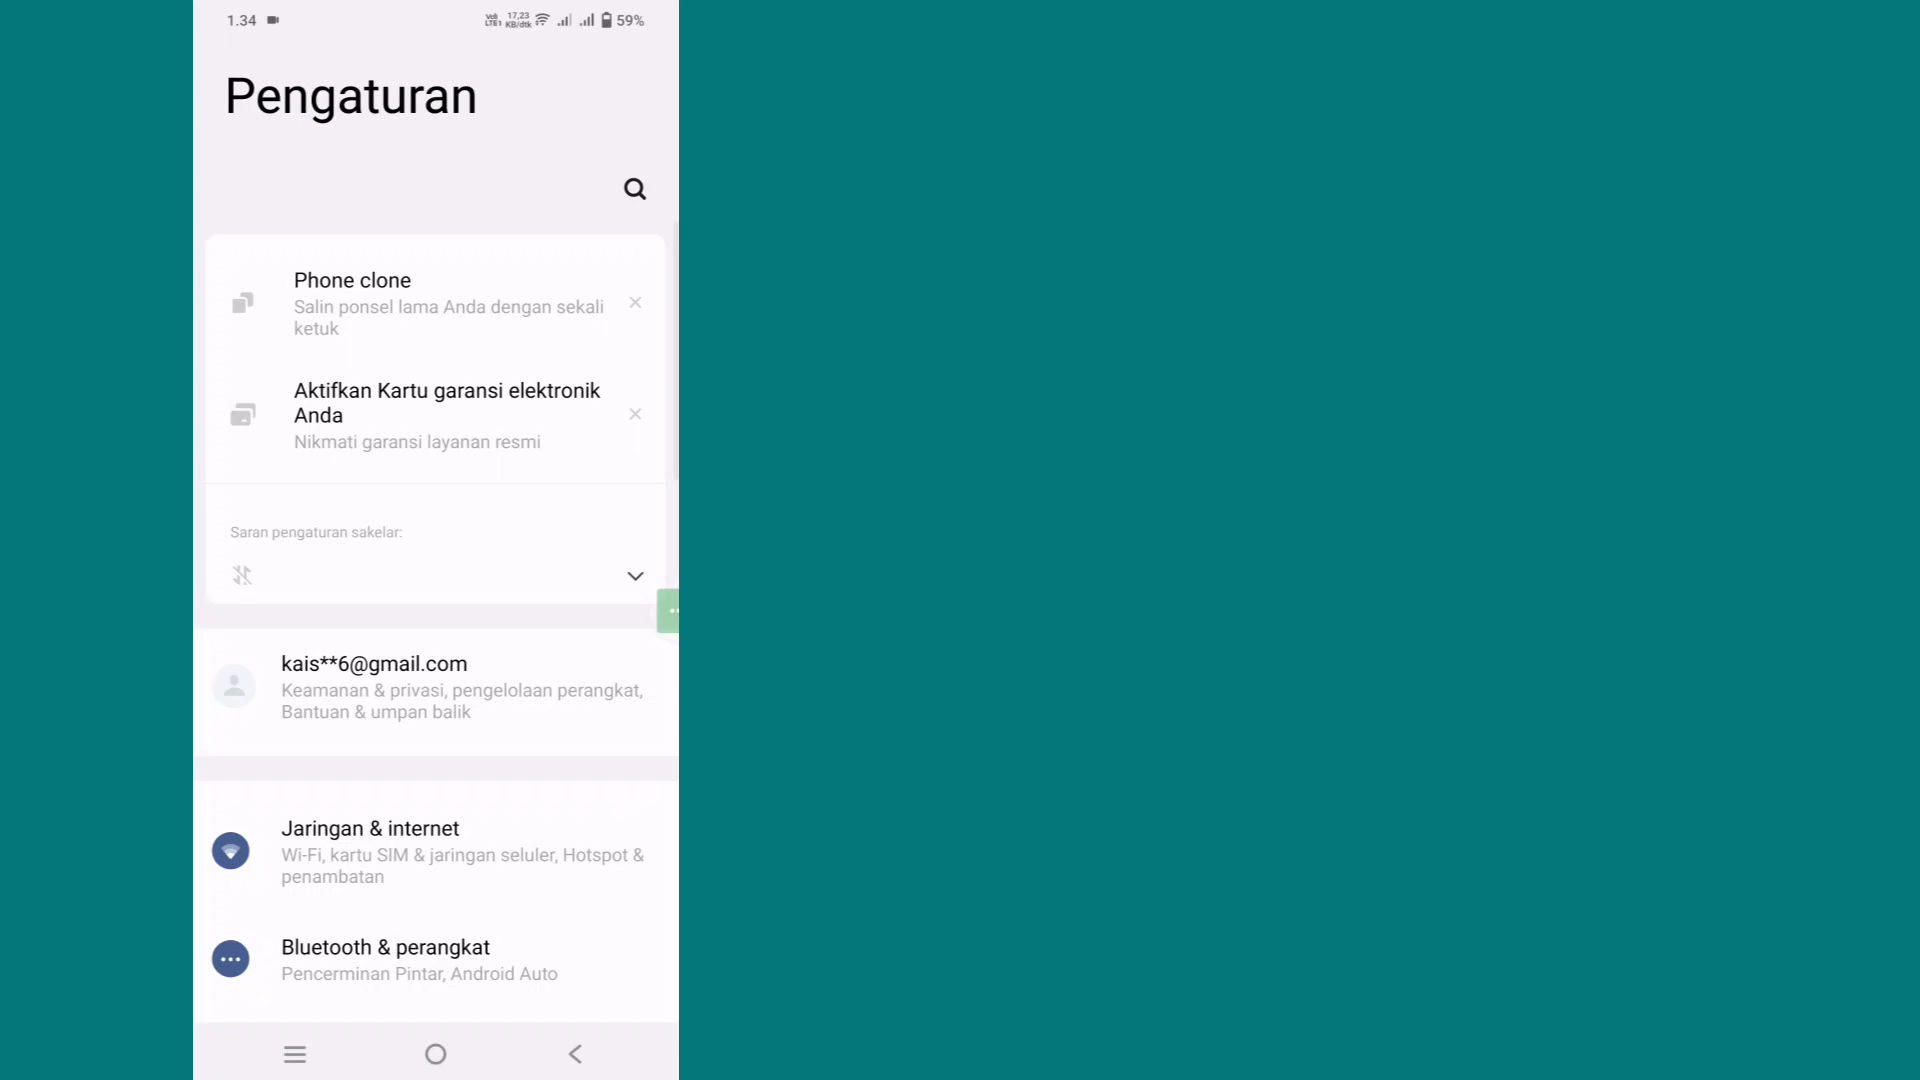 1.34
Vo)) LTE1 17,23 KB/dtk 59%
Pengaturan
Phone clone
Salin ponsel lama Anda dengan sekali
ketuk
Aktifkan Kartu garansi elektronik
Anda
Nikmati garansi layanan resmi
Saran pengaturan sakelar:
kais**6@gmail.com
Keamanan & privasi, pengelolaan perangkat,
Bantuan & umpan balik
Jaringan & internet
Wi-Fi, kartu SIM & jaringan seluler, Hotspot &
penambatan
Bluetooth & perangkat
Pencerminan Pintar, Android Auto